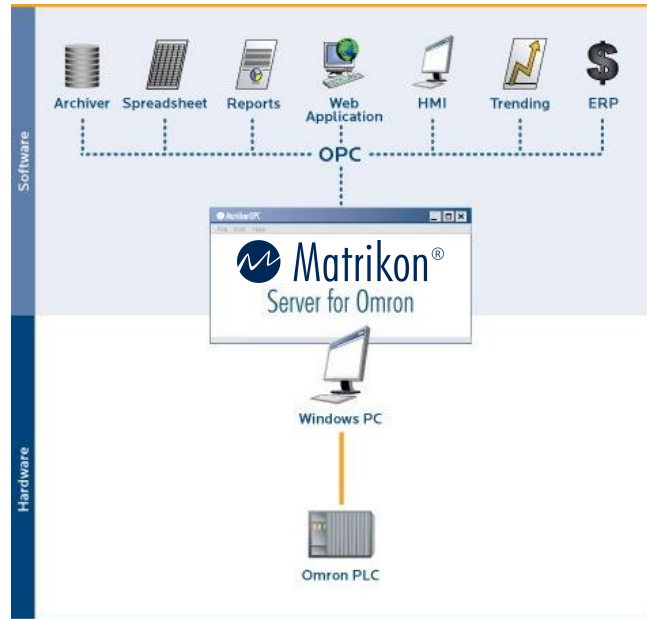 Archiver Spreadsheet Reports Web Application HMI Trending ERP
OPC
MatrikonOPC
Matrikon®
Server for Omron
Windows PC
Omron PLC
Software
Hardware